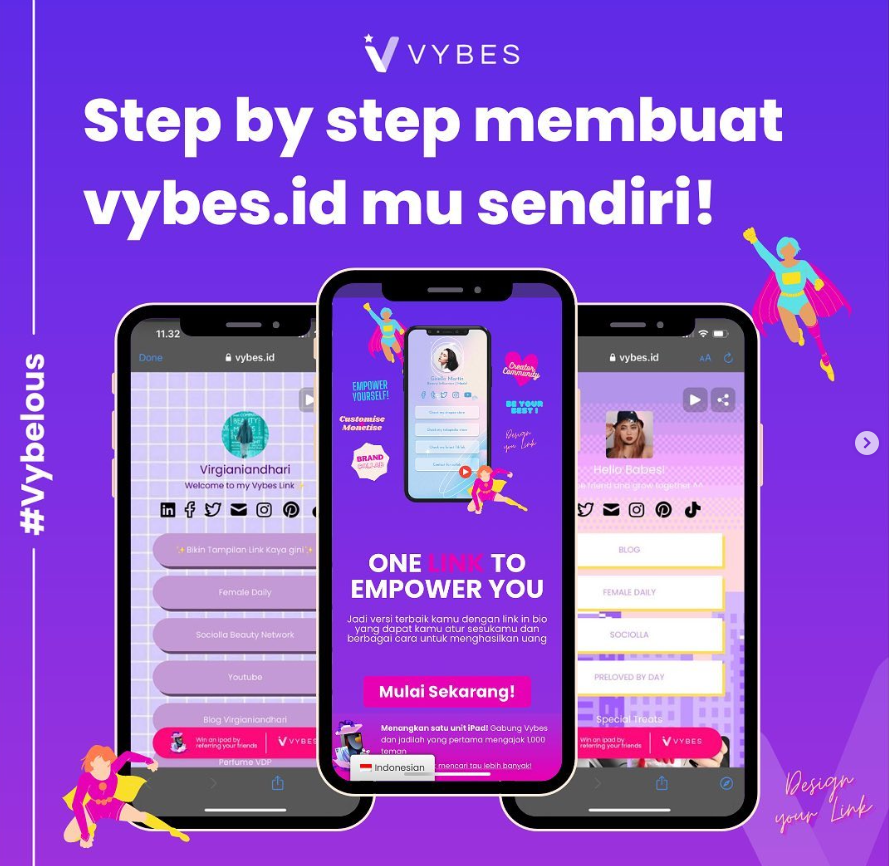 VYBES
Step by step membuat
vybes.id mu sendiri!
#Vybelous
11.32
Done
vybes.id
Virgianiandhari
Welcome to my Vybes Link
Bikin Tampilan Link Kaya gini
Female Daily
Sociolla Beauty Network
Youtube
Blog Virgianiandhari
Win an ipad by
referring your friends
VYBES
Perfume VDP
EMPOWER
YOURSELF!
Customise
Monetise
BRAND
Creator
Community
BE YOUR
BEST!
Design
you Link
ONE LINK TO
EMPOWER YOU
Jadi versi terbaik kamu dengan link in bio
yang dapat kamu atur sesukamu dan
berbagai cara untuk menghasilkan uang
Mulai Sekarang!
Menangkan satu unit iPad! Gabung Vybes
dan jadilah yang pertama mengajak 1,000
teman
mencari tau lebih banyak!
Indonesian
vybes.id
AA
Hello Babes!
grow together ^^
BLOG
FEMALE DAILY
SOCIOLLA
PRELOVED BY DAY
Special Treats
Win an ipad by
referring your friends
VYBES
Design
your Link